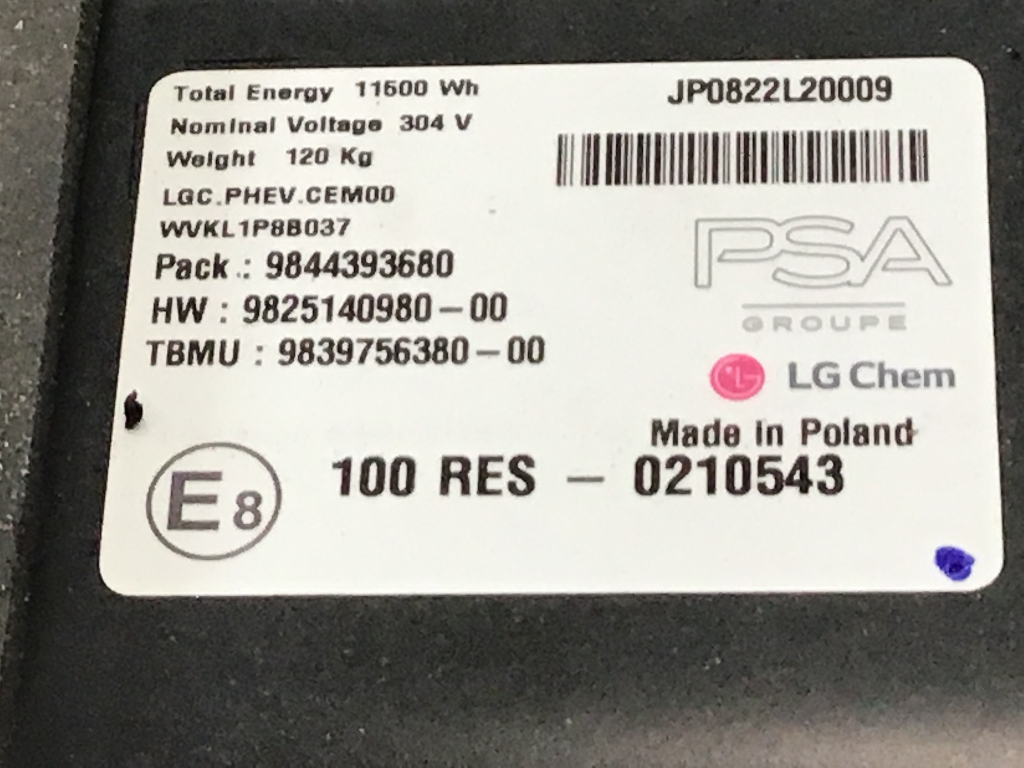 Total Energy 11500 Wh
Nominal Voltage 304 V
Weight 120 Kg
LGC.PHEV.CEM00
WVKL1P8B037
Pack : 9844393680
HW : 9825140980-00
TBMU : 9839756380-00
JP0822L20009
PSA
GROUPE
LG Chem
Made in Poland
E8
100 RES - 0210543